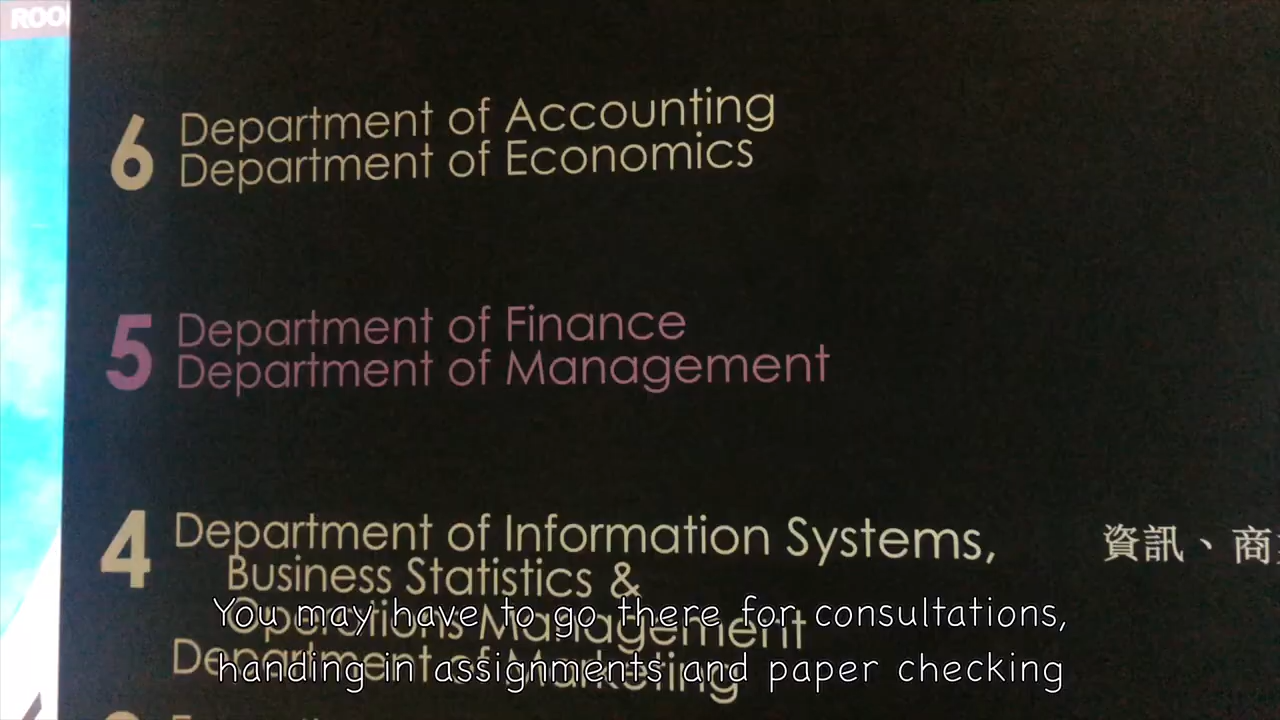 6 Department of Accounting
Department of Economics
5 Department of Finance
Department of Management
4 Department of Information Systems,
Business Statistics &
Operations Management
Department of Marketing
資訊、商
You may have to go there for consultations,
handing in assignments and paper checking